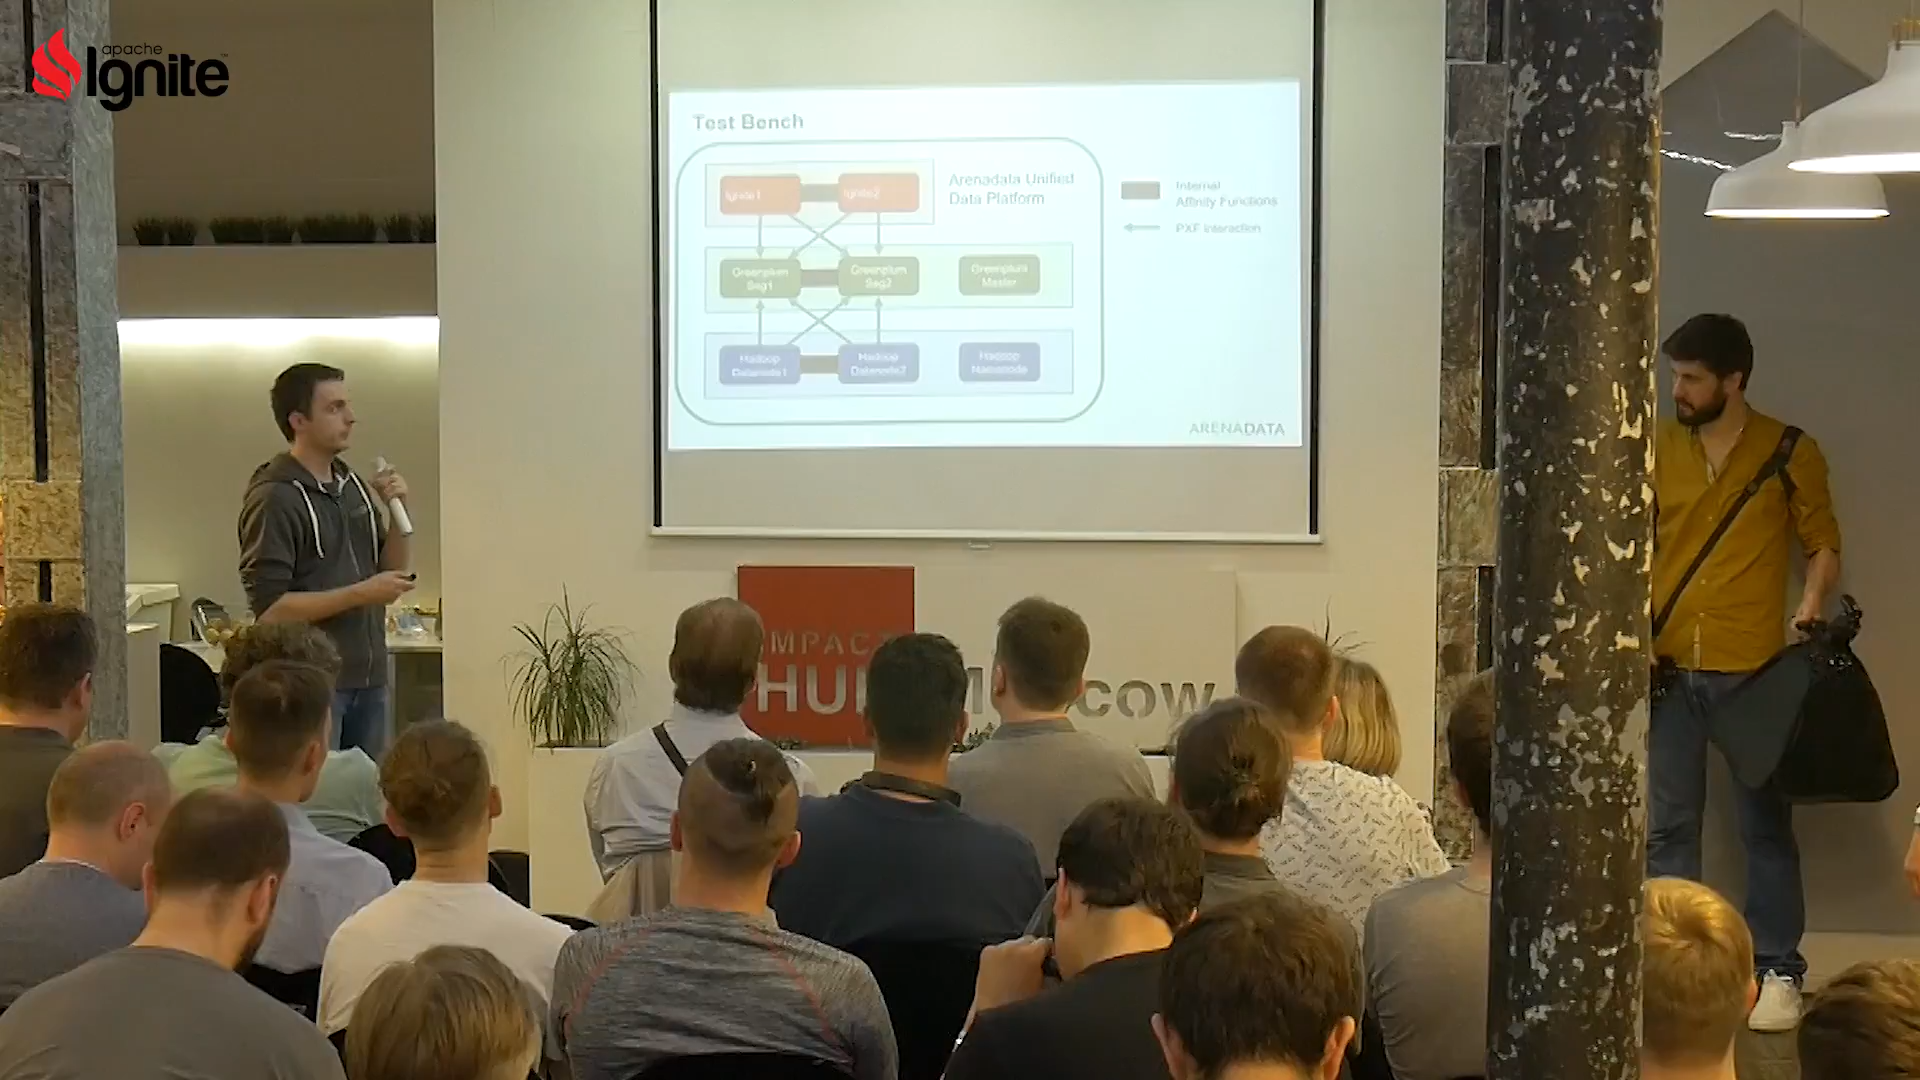 apache
Ignite
Test Bench
Ignite1
Ignite2
Arenadata Unified
Data Platform
Internal
Affinity Functions
PXF Interaction
Greenplum
Seg1
Greenplum
Seg2
Greenplum
Master
Hadoop
Datanode1
Hadoop
Datanode2
Hadoop
Namenode
ARENADATA
IMPACT
HUB Moscow